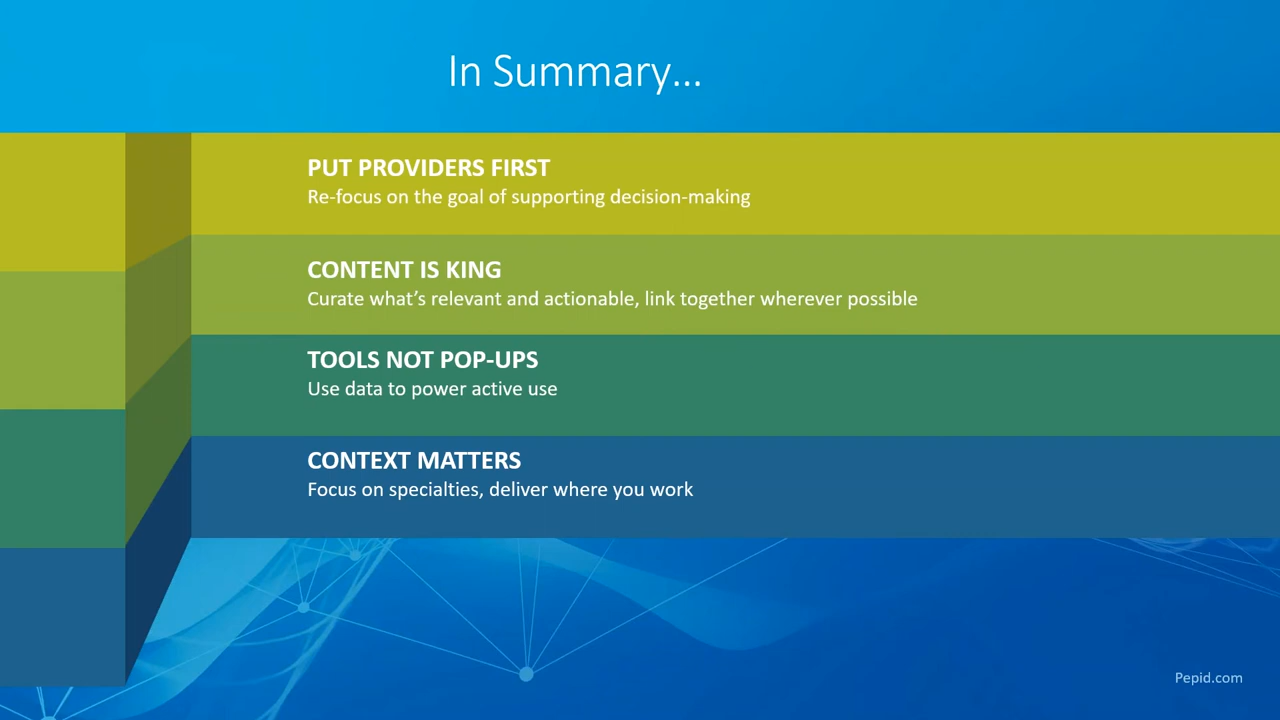 In Summary...
PUT PROVIDERS FIRST
Re-focus on the goal of supporting decision-making
CONTENT IS KING
Curate what’s relevant and actionable, link together wherever possible
TOOLS NOT POP-UPS
Use data to power active use
CONTEXT MATTERS
Focus on specialties, deliver where you work
Pepid.com